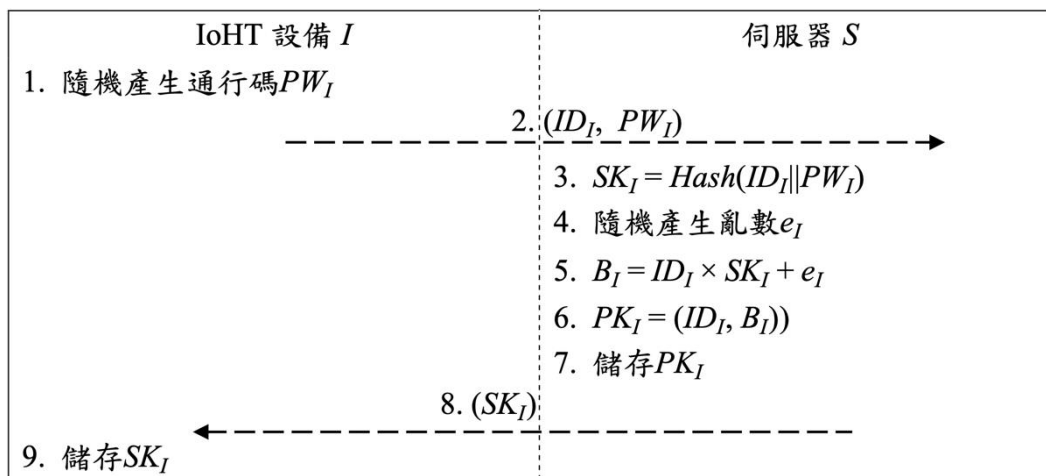 IoHT 設備 I
伺服器 S
1. 隨機產生通行碼PW_I
2. (ID_I, PW_I)
3. SK_I = Hash(ID_I||PW_I)
4. 隨機產生亂數e_I
5. B_I = ID_I × SK_I + e_I
6. PK_I = (ID_I, B_I))
7. 儲存PK_I
8. (SK_I)
9. 儲存SK_I